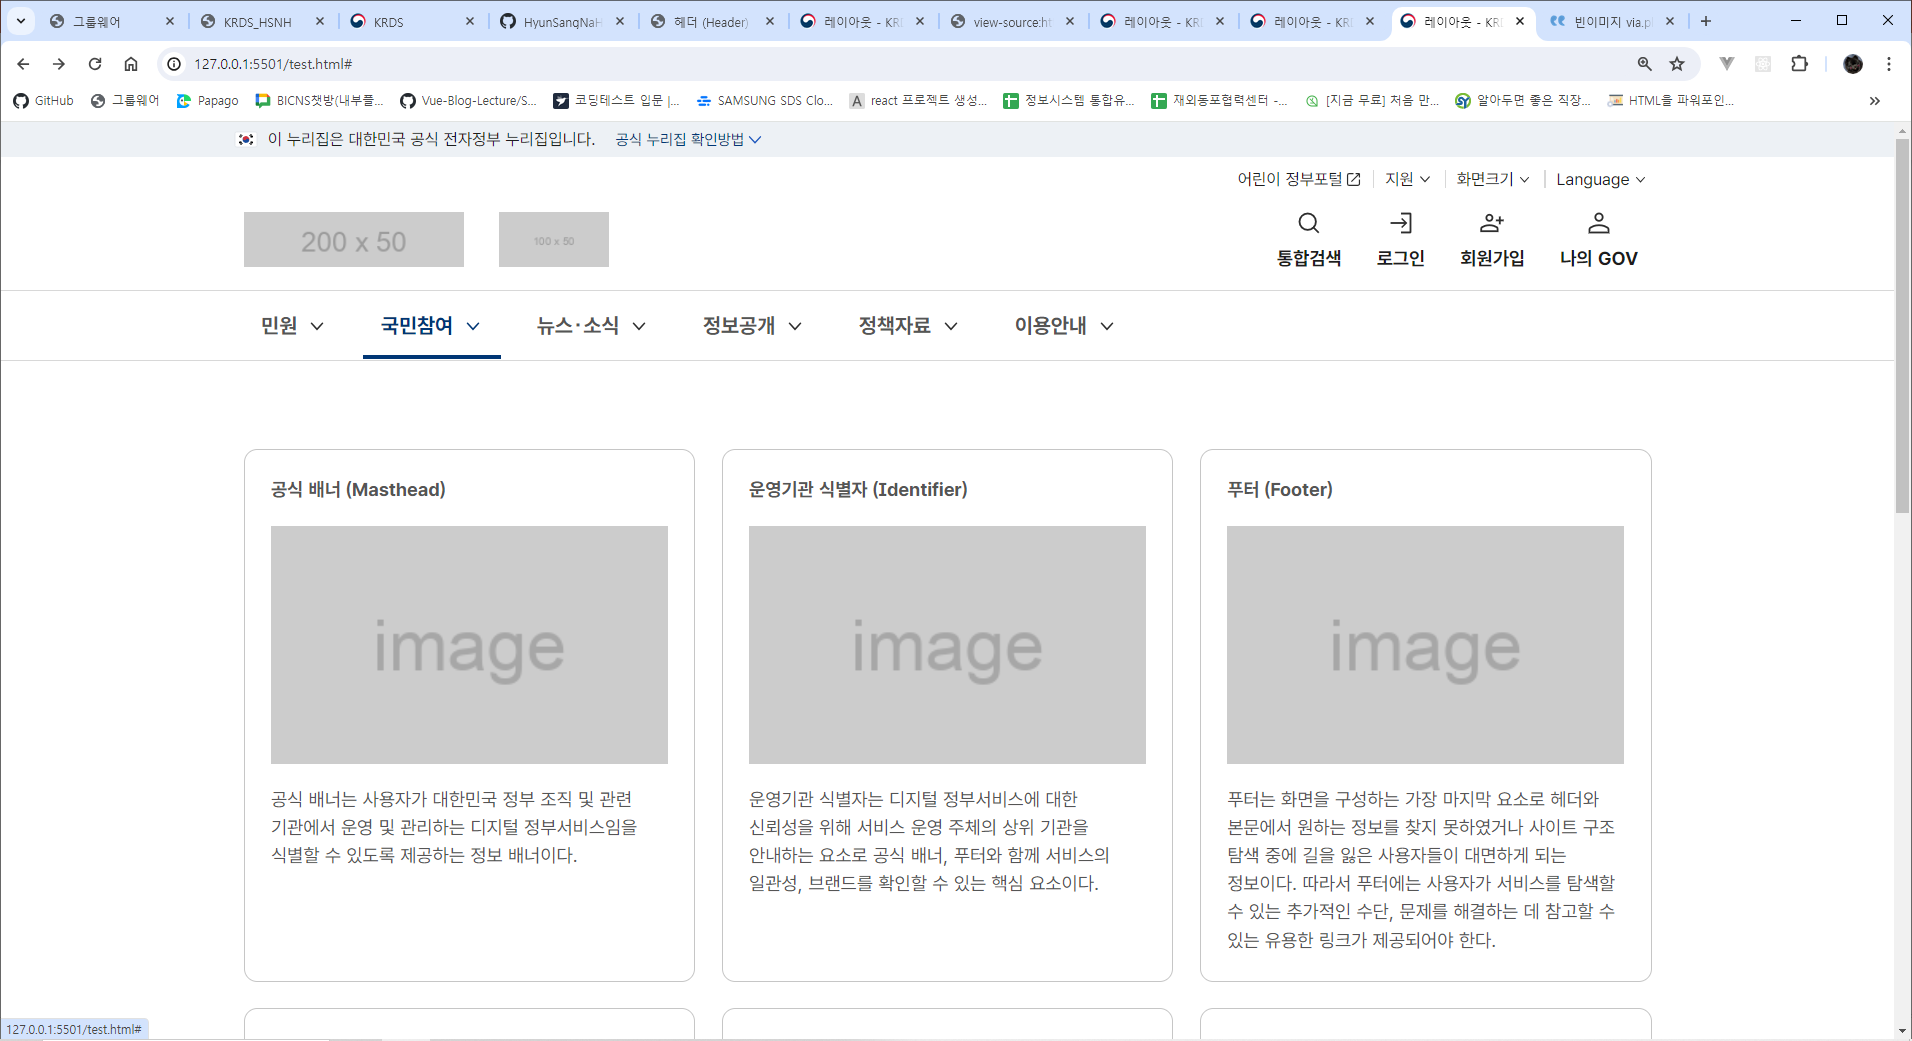 그룹웨어
KRDS_HSNH
KRDS
HyunSangNaH
헤더 (Header)
레이아웃 - KR
view-source:ht
레이아웃 - KR
레이아웃 - KR
레이아웃 - KR
빈이미지 via.pl
127.0.0.1:5501/test.html#
GitHub
그룹웨어
Papago
BICNS챗방(내부플...
Vue-Blog-Lecture/S...
코딩테스트 입문 |...
SAMSUNG SDS Clo...
react 프로젝트 생성...
정보시스템 통합유...
재외동포협력센터 -...
[지금 무료] 처음 만...
알아두면 좋은 직장...
HTML을 파워포인...
이 누리집은 대한민국 공식 전자정부 누리집입니다. 공식 누리집 확인방법
어린이 정부포털 지원 화면크기 Language
200 x 50
100 x 50
통합검색 로그인 회원가입 나의 GOV
민원 국민참여 뉴스·소식 정보공개 정책자료 이용안내
공식 배너 (Masthead)
image
공식 배너는 사용자가 대한민국 정부 조직 및 관련
기관에서 운영 및 관리하는 디지털 정부서비스임을
식별할 수 있도록 제공하는 정보 배너이다.
운영기관 식별자 (Identifier)
image
운영기관 식별자는 디지털 정부서비스에 대한
신뢰성을 위해 서비스 운영 주체의 상위 기관을
안내하는 요소로 공식 배너, 푸터와 함께 서비스의
일관성, 브랜드를 확인할 수 있는 핵심 요소이다.
푸터 (Footer)
image
푸터는 화면을 구성하는 가장 마지막 요소로 헤더와
본문에서 원하는 정보를 찾지 못하였거나 사이트 구조
탐색 중에 길을 잃은 사용자들이 대면하게 되는
정보이다. 따라서 푸터에는 사용자가 서비스를 탐색할
수 있는 추가적인 수단, 문제를 해결하는 데 참고할 수
있는 유용한 링크가 제공되어야 한다.
127.0.0.1:5501/test.html#